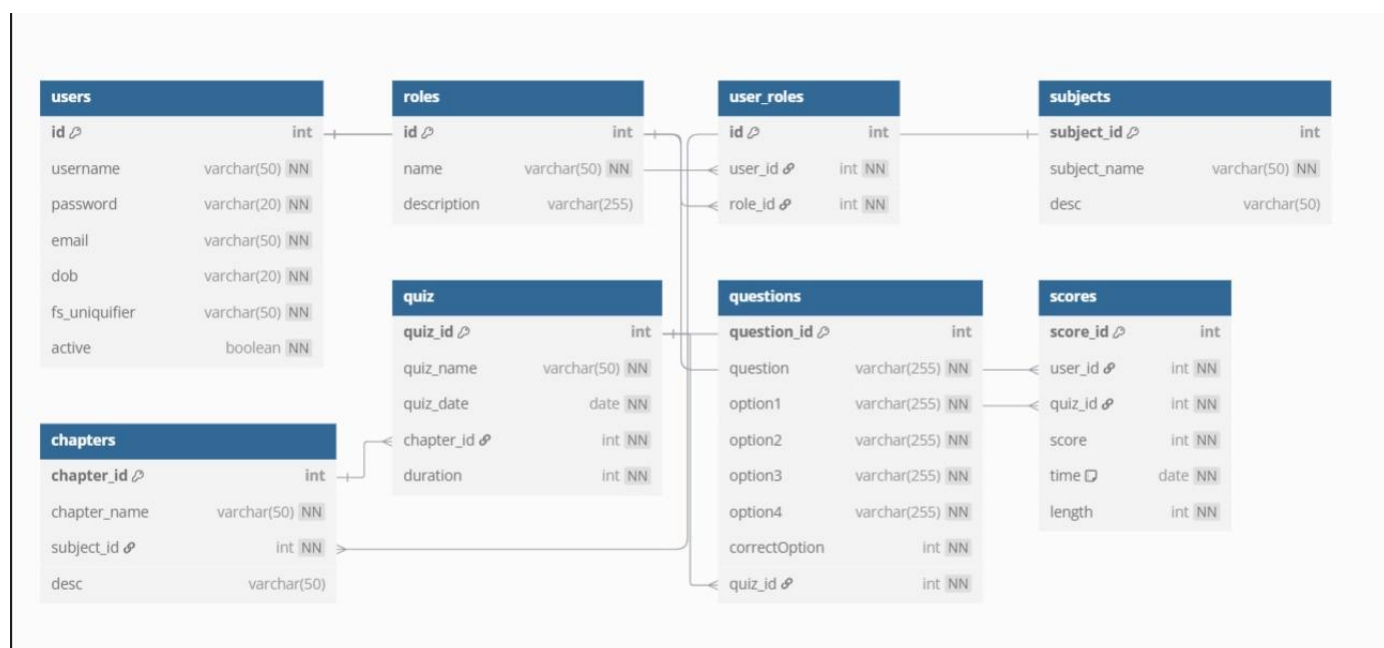 users
id int
username varchar(50) NN
password varchar(20) NN
email varchar(50) NN
dob varchar(20) NN
fs_uniquifier varchar(50) NN
active boolean NN
roles
id int
name varchar(50) NN
description varchar(255)
user_roles
id int
user_id int NN
role_id int NN
subjects
subject_id int
subject_name varchar(50) NN
desc varchar(50)
chapters
chapter_id int
chapter_name varchar(50) NN
subject_id int NN
desc varchar(50)
quiz
quiz_id int
quiz_name varchar(50) NN
quiz_date date NN
chapter_id int NN
duration int NN
questions
question_id int
question varchar(255) NN
option1 varchar(255) NN
option2 varchar(255) NN
option3 varchar(255) NN
option4 varchar(255) NN
correctOption int NN
quiz_id int NN
scores
score_id int
user_id int NN
quiz_id int NN
score int NN
time date NN
length int NN